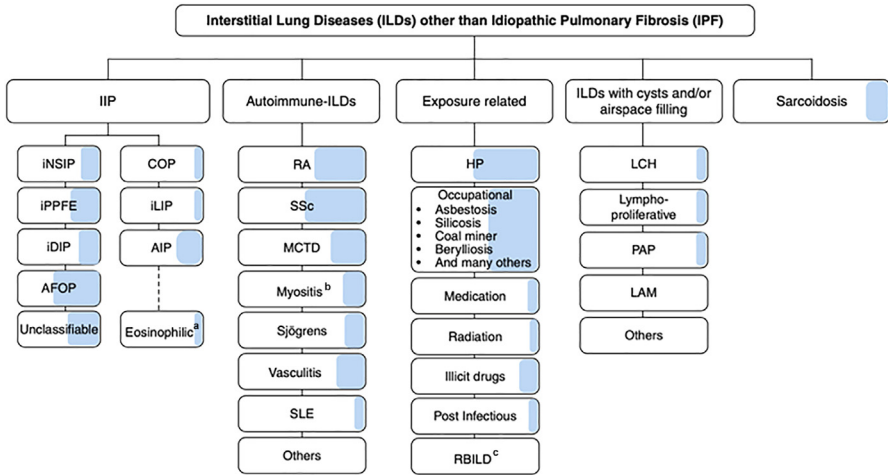 Interstitial Lung Diseases (ILDs) other than Idiopathic Pulmonary Fibrosis (IPF)
IIP
Autoimmune-ILDs
Exposure related
ILDs with cysts and/or
airspace filling
Sarcoidosis
iNSIP
iPPFE
iDIP
AFOP
Unclassifiable
COP
iLIP
AIP
Eosinophilic a
RA
SSc
MCTD
Myositis b
Sjögrens
Vasculitis
SLE
Others
HP
Occupational
• Asbestosis
• Silicosis
• Coal miner
• Berylliosis
• And many others
Medication
Radiation
Illicit drugs
Post Infectious
RBILD c
LCH
Lympho-
proliferative
PAP
LAM
Others